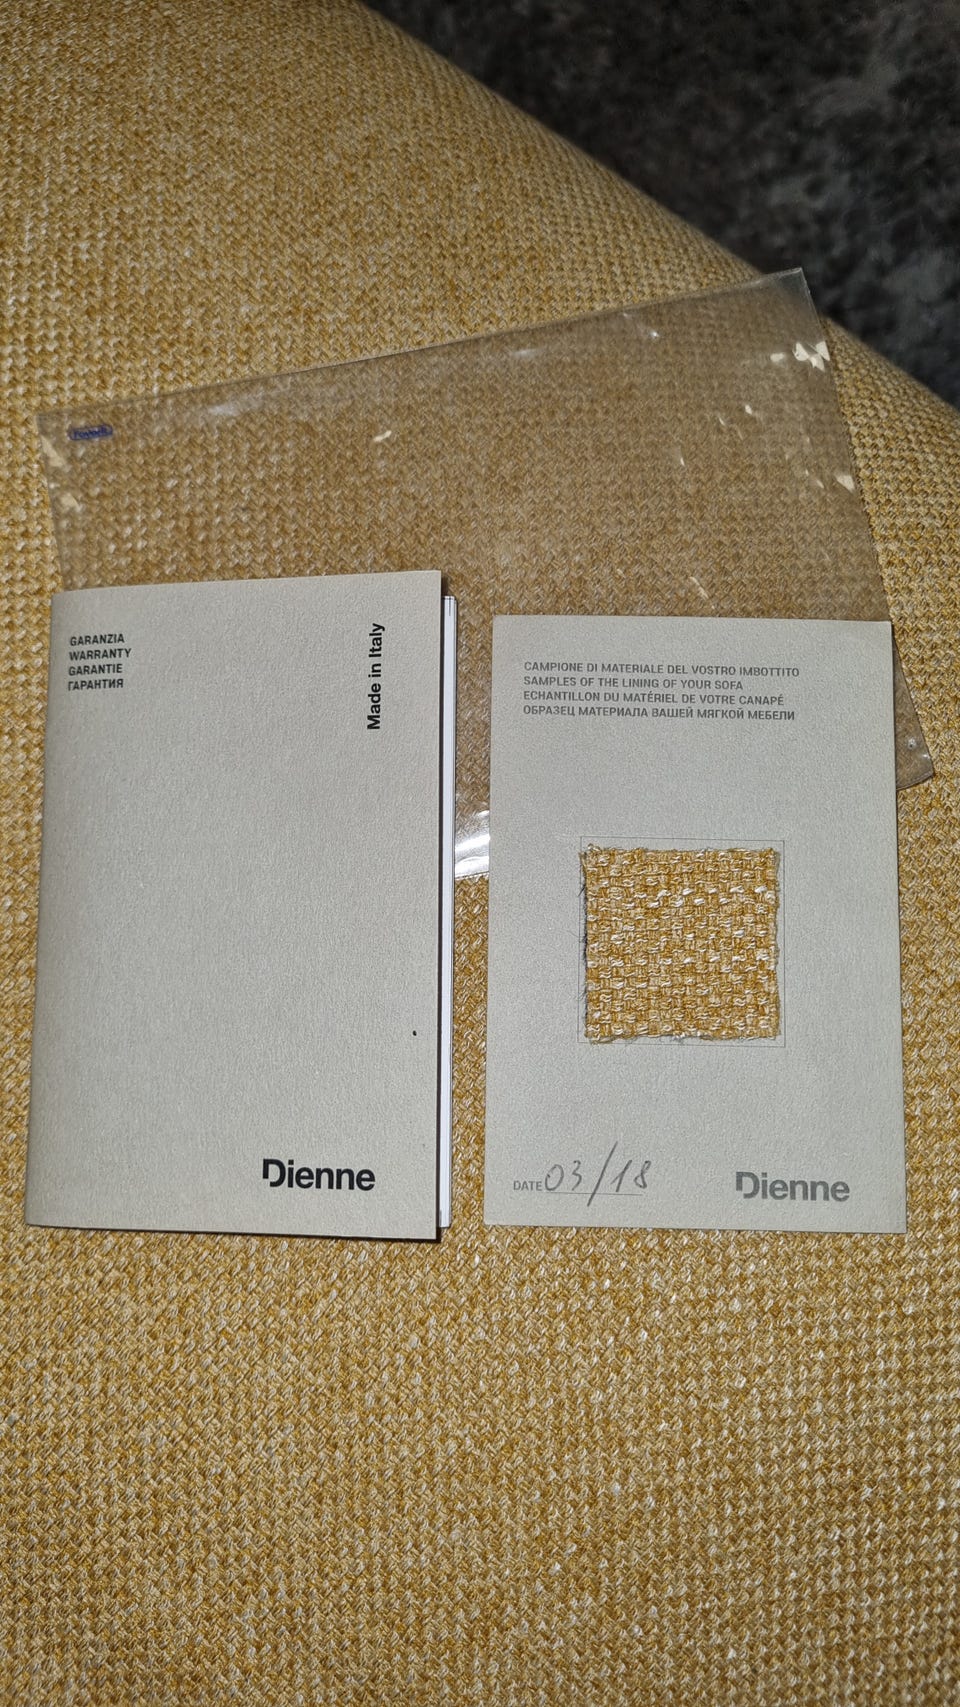 GARANZIA
WARRANTY
GARANTIE
ГАРАНТИЯ
Made in Italy
Dienne
CAMPIONE DI MATERIALE DEL VOSTRO IMBOTTITO
SAMPLES OF THE LINING OF YOUR SOFA
ECHANTILLON DU MATÉRIEL DE VOTRE CANAPÉ
ОБРАЗЕЦ МАТЕРИАЛА ВАШЕЙ МЯГКОЙ МЕБЕЛИ
DATE 03/18
Dienne